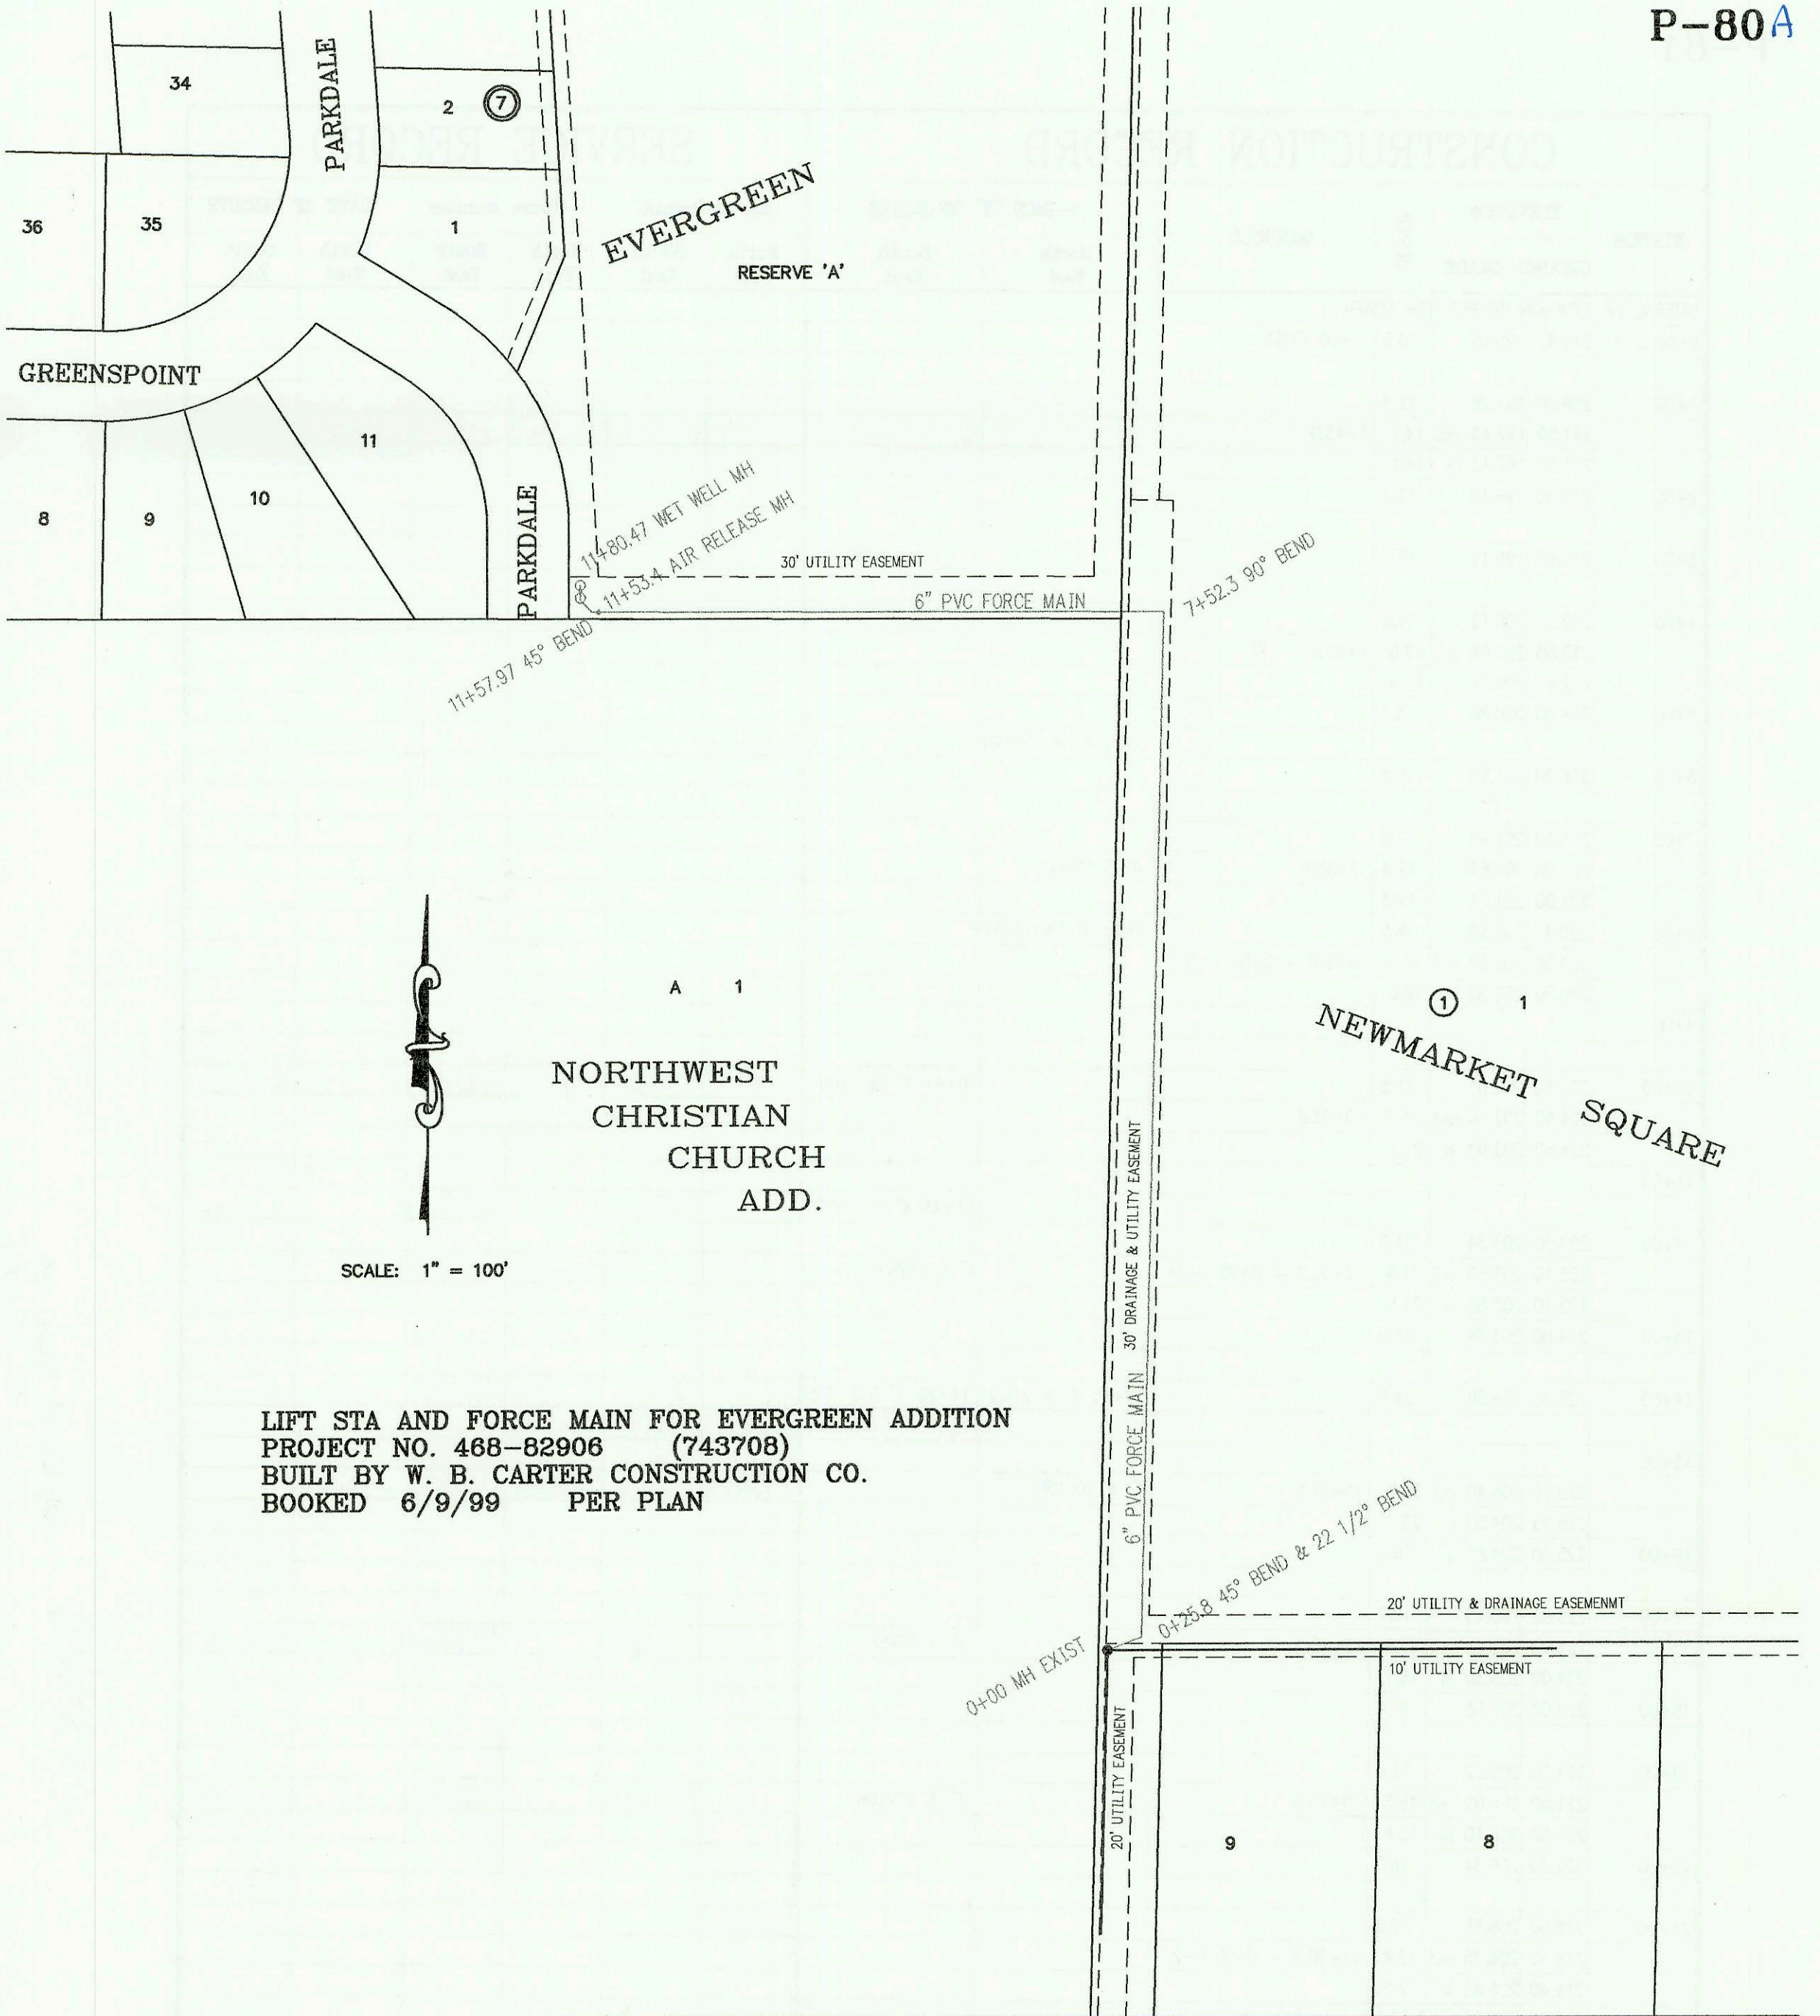 P-80A
34
PARKDALE
2 7
36
35
1
EVERGREEN
RESERVE 'A'
GREENSPOINT
11
10
8
9
PARKDALE
11+80.47 WET WELL MH
11+53.4 AIR RELEASE MH
11+57.97 45° BEND
30' UTILITY EASEMENT
6" PVC FORCE MAIN
7+52.3 90° BEND
A 1
NORTHWEST
CHRISTIAN
CHURCH
ADD.
1 1
NEWMARKET SQUARE
SCALE: 1" = 100'
30' DRAINAGE & UTILITY EASEMENT
6" PVC FORCE MAIN
LIFT STA AND FORCE MAIN FOR EVERGREEN ADDITION
PROJECT NO. 468-82906 (743708)
BUILT BY W. B. CARTER CONSTRUCTION CO.
BOOKED 6/9/99 PER PLAN
0+25.8 45° BEND & 22 1/2° BEND
20' UTILITY & DRAINAGE EASEMENMT
0+00 MH EXIST
10' UTILITY EASEMENT
20' UTILITY EASEMENT
9
8